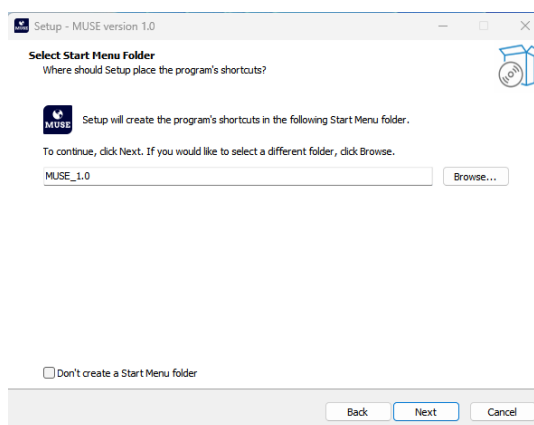 MUSE
Setup - MUSE version 1.0
Select Start Menu Folder
Where should Setup place the program's shortcuts?
MUSE
Setup will create the program's shortcuts in the following Start Menu folder.
To continue, click Next. If you would like to select a different folder, click Browse.
MUSE_1.0
Browse...
Don't create a Start Menu folder
Back
Next
Cancel